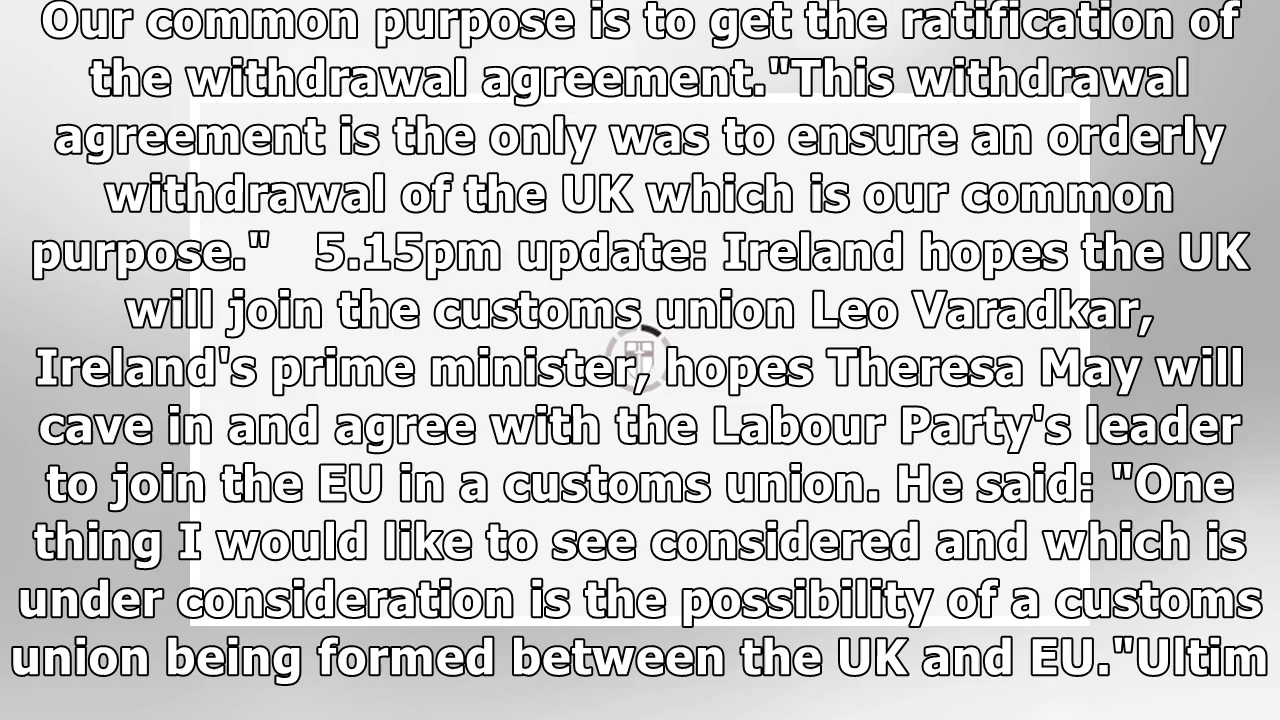 Our common purpose is to get the ratification of
the withdrawal agreement."This withdrawal
agreement is the only was to ensure an orderly
withdrawal of the UK which is our common
purpose."   5.15pm update: Ireland hopes the UK
will join the customs union Leo Varadkar,
Ireland's prime minister, hopes Theresa May will
cave in and agree with the Labour Party's leader
to join the EU in a customs union. He said: "One
thing I would like to see considered and which is
under consideration is the possibility of a customs
union being formed between the UK and EU."Ultim